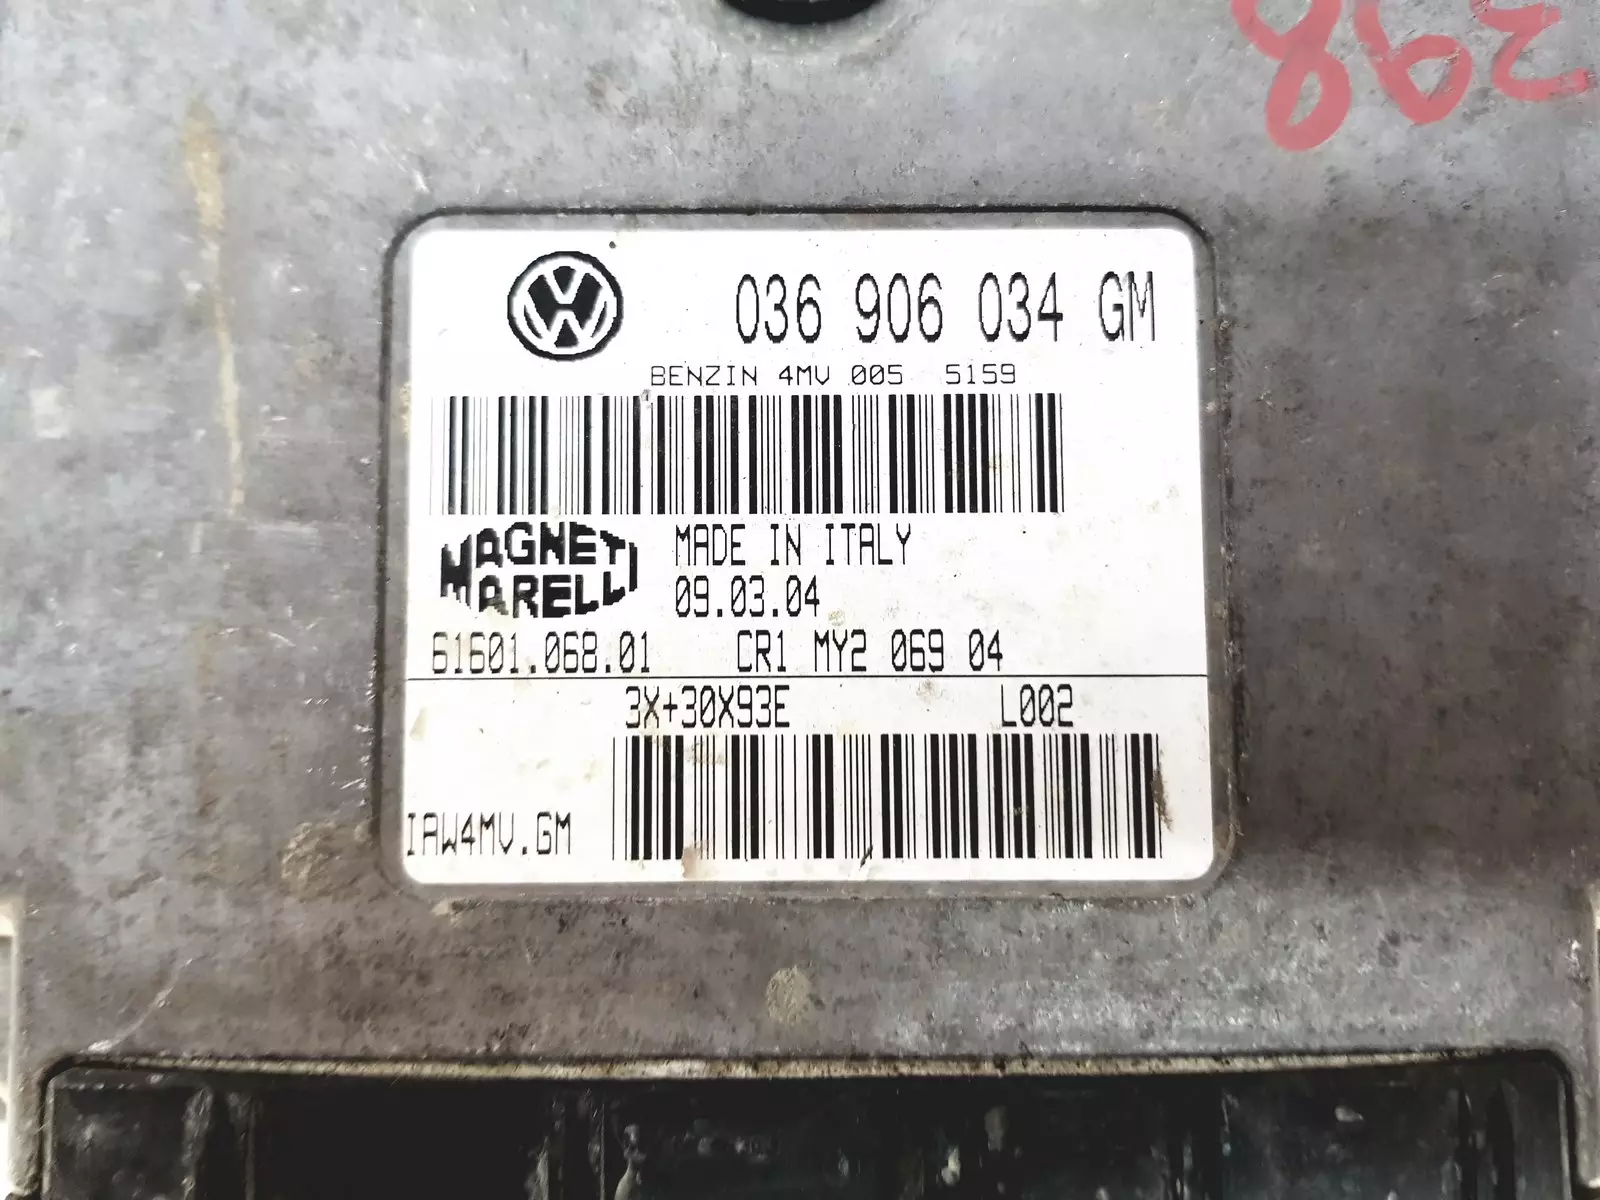 862
036 906 034 GM
BENZIN 4MV 005 5159
MAGNETI MARELLI
MADE IN ITALY
09.03.04
61601.068.01 CR1 MY2 069 04
3X+30X93E L002
IAW4MV.GM